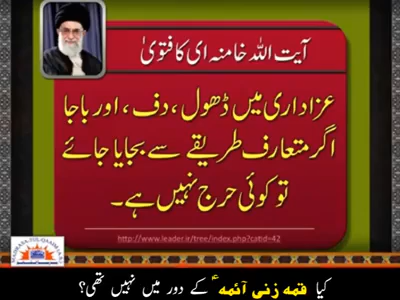 آیت اللہ خامنہ ای کا فتویٰ
عزاداری میں ڈھول، دف، اور باجا
اگر متعارف طریقے سے بجایا جائے
تو کوئی حرج نہیں ہے۔
http://www.leader.ir/tree/index.php?catid=42
کیا قمہ زنی آئمہؑ کے دور میں نہیں تھی؟